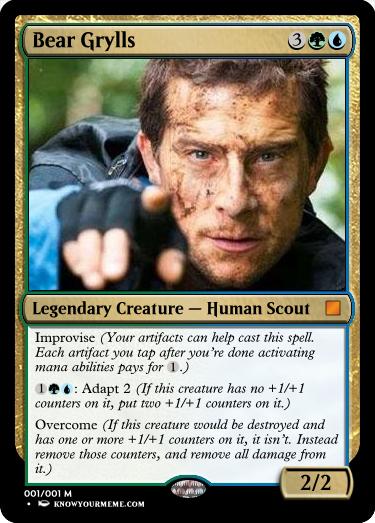 Bear Grylls 3
Legendary Creature — Human Scout
Improvise (Your artifacts can help cast this spell.
Each artifact you tap after you're done activating
mana abilities pays for 1.)
1: Adapt 2 (If this creature has no +1/+1
counters on it, put two +1/+1 counters on it.)
Overcome (If this creature would be destroyed and
has one or more +1/+1 counters on it, it isn't. Instead
remove those counters, and remove all damage from
it.)
2/2
001/001 M
• KNOWYOURMEME.COM